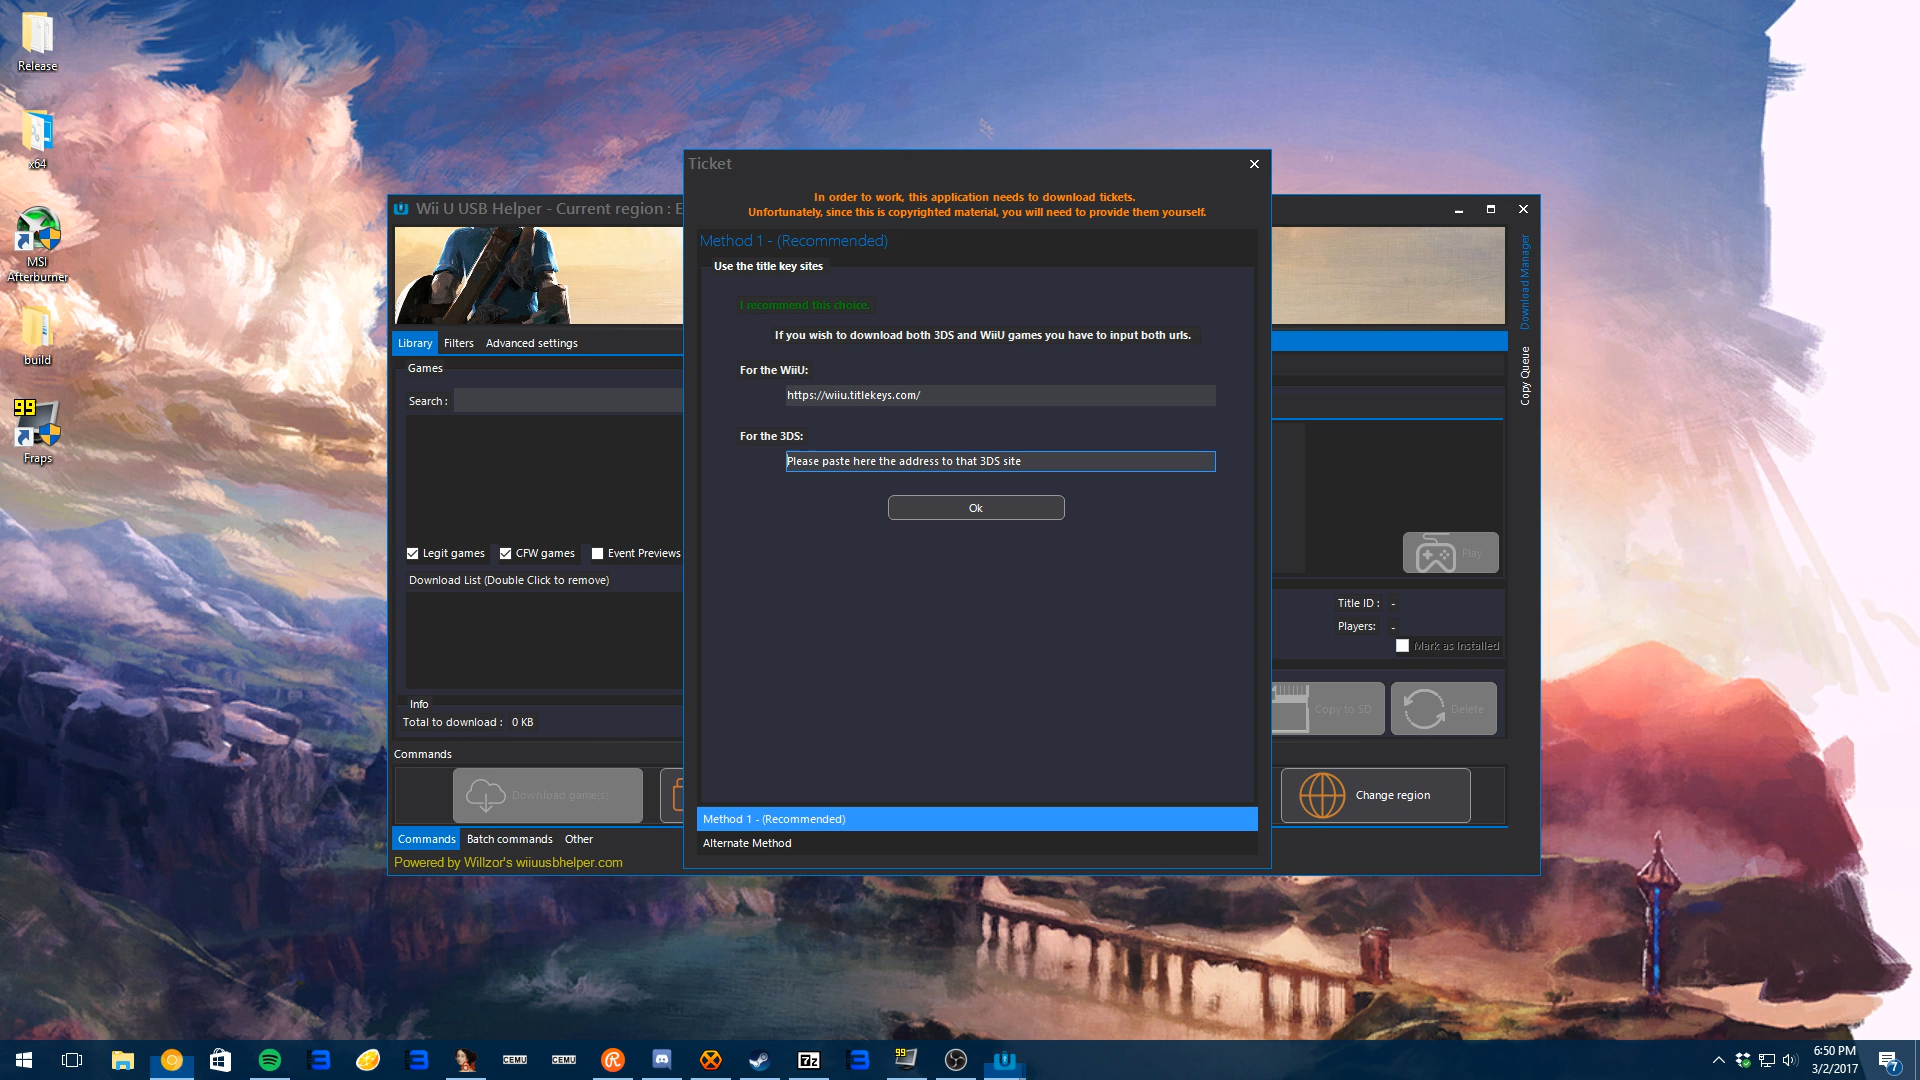 Release
x64
MSI
Afterburner
build
99
Fraps
Wii U USB Helper - Current region : E
Library
Filters
Advanced settings
Games
Search :
Legit games
CFW games
Event Previews
Download List (Double Click to remove)
Info
Total to download :
0 KB
Commands
Download game(s)
Commands
Batch commands
Other
Powered by Willzor's wiiuusbhelper.com
Ticket
In order to work, this application needs to download tickets.
Unfortunately, since this is copyrighted material, you will need to provide them yourself.
Method 1 - (Recommended)
Use the title key sites
I recommend this choice.
If you wish to download both 3DS and WiiU games you have to input both urls.
For the WiiU:
https://wiiu.titlekeys.com/
For the 3DS:
Please paste here the address to that 3DS site
Ok
Method 1 - (Recommended)
Alternate Method
Download Manager
Copy Queue
Play
Title ID : -
Players: -
Mark as Installed
Copy to SD
Delete
Change region
CEMU
CEMU
7z
99
6:50 PM
3/2/2017
7